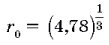 r₀ = (4,78)^{1/3}